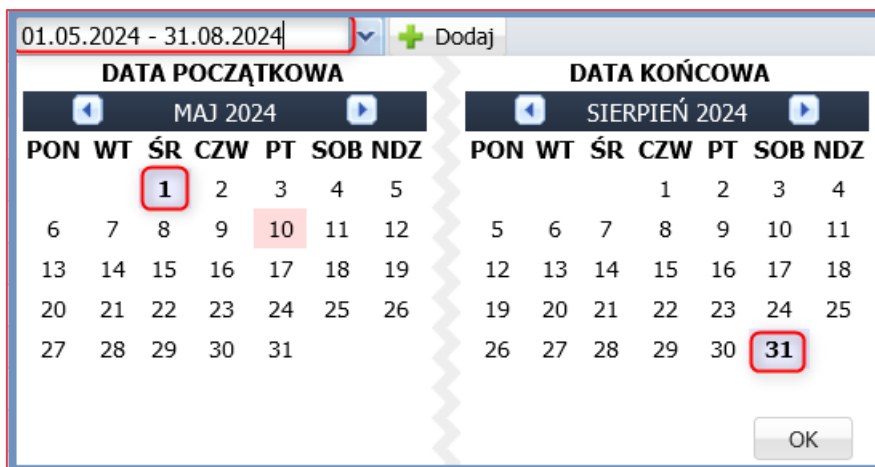 01.05.2024 - 31.08.2024 Dodaj
DATA POCZĄTKOWA
MAJ 2024
PON WT ŚR CZW PT SOB NDZ
1 2 3 4 5
6 7 8 9 10 11 12
13 14 15 16 17 18 19
20 21 22 23 24 25 26
27 28 29 30 31
DATA KOŃCOWA
SIERPIEŃ 2024
PON WT ŚR CZW PT SOB NDZ
1 2 3 4
5 6 7 8 9 10 11
12 13 14 15 16 17 18
19 20 21 22 23 24 25
26 27 28 29 30 31
OK